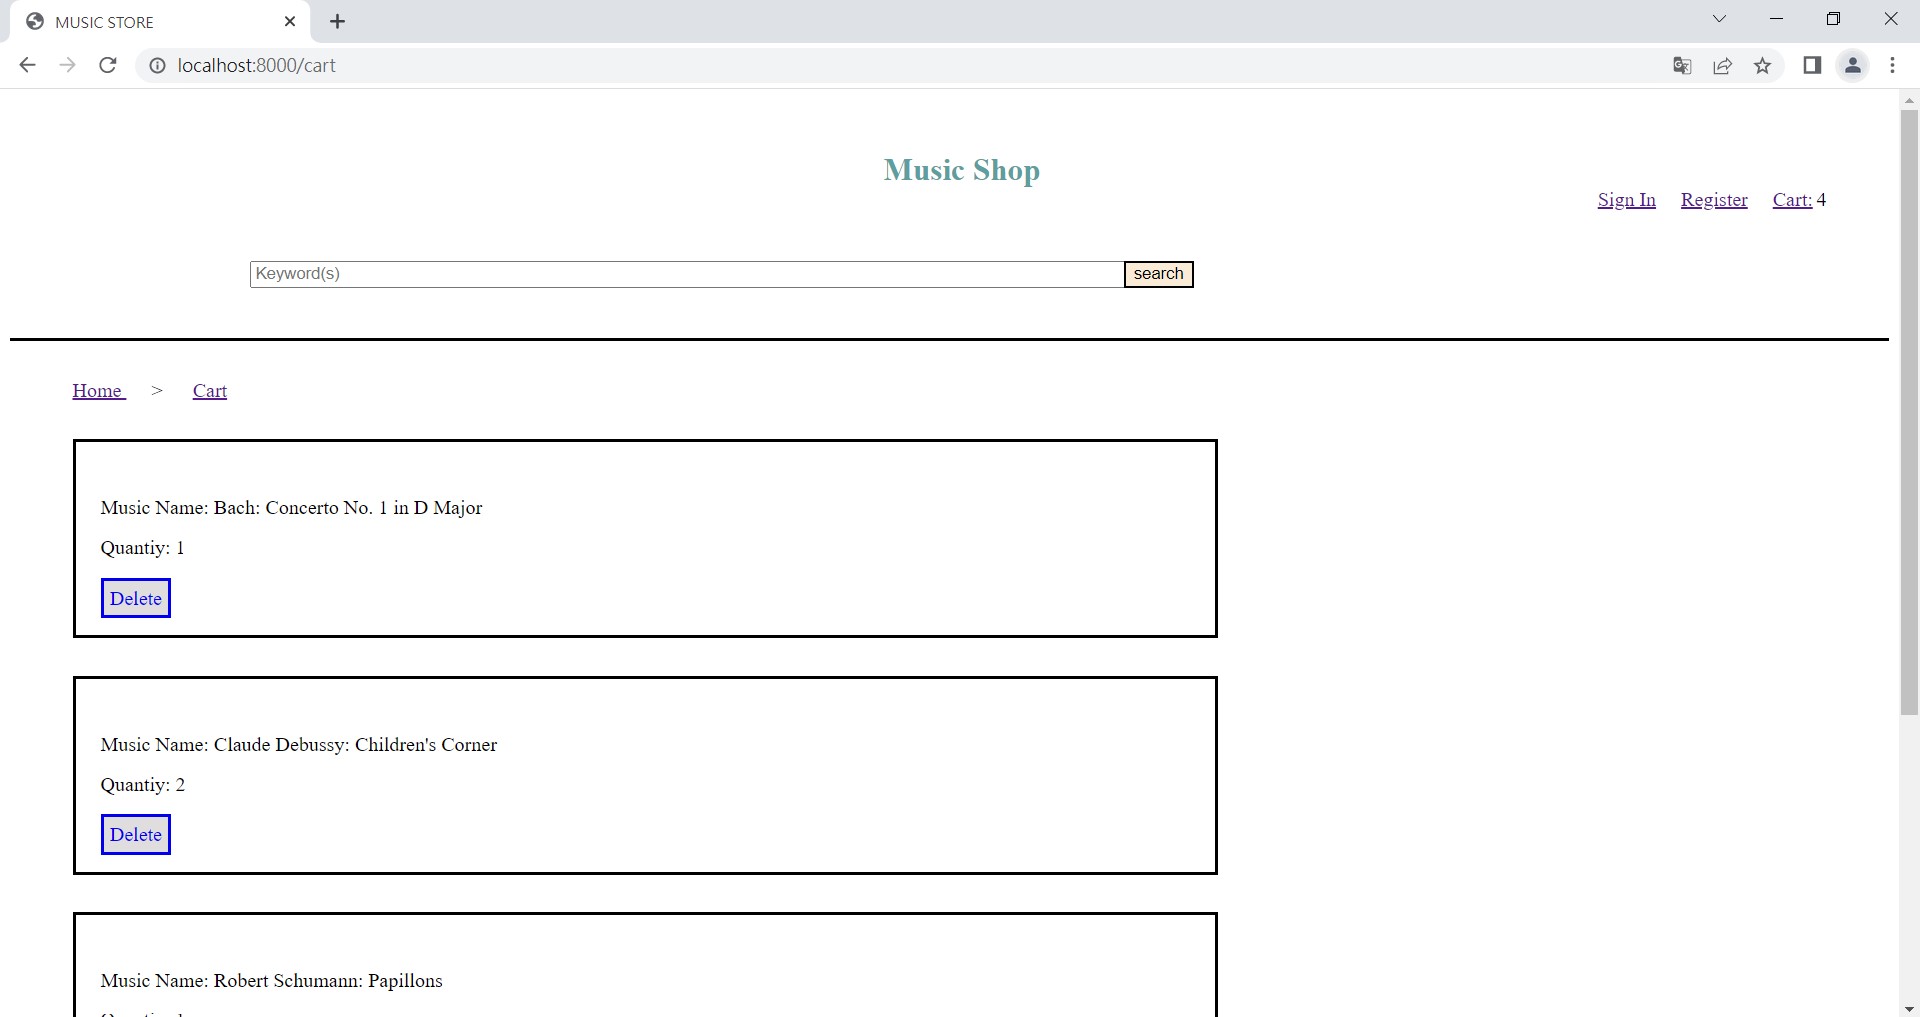 MUSIC STORE
localhost:8000/cart
Music Shop
Sign In Register Cart: 4
Keyword(s) search
Home > Cart
Music Name: Bach: Concerto No. 1 in D Major
Quantiy: 1
Delete
Music Name: Claude Debussy: Children's Corner
Quantiy: 2
Delete
Music Name: Robert Schumann: Papillons